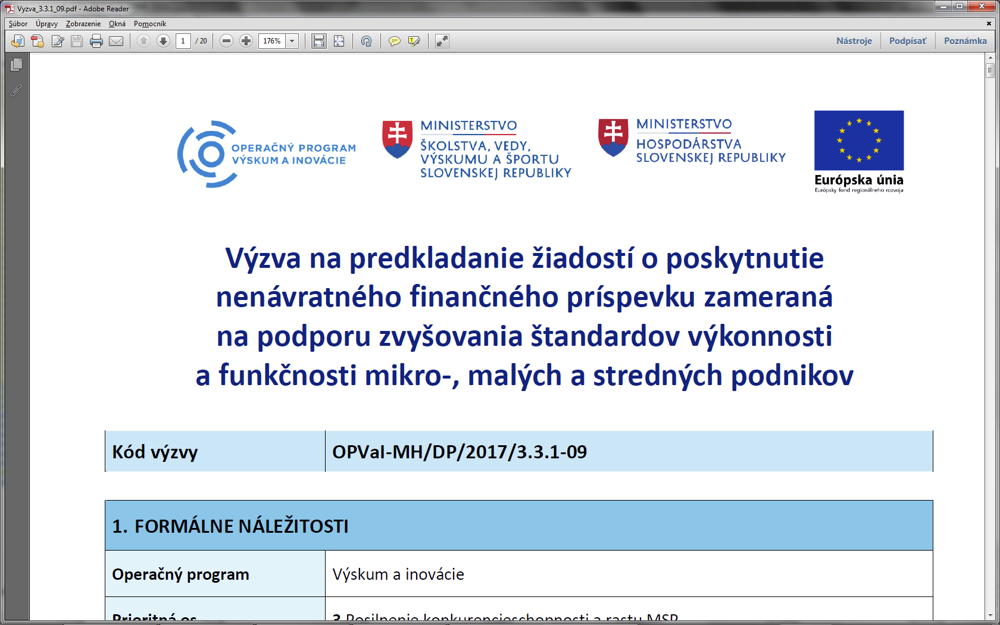 Vyzva_3.3.1_09.pdf - Adobe Reader
Súbor Úpravy Zobrazenie Okná Pomocník
1 / 20 176% Nástroje Podpísať Poznámka
OPERAČNÝ PROGRAM
VÝSKUM A INOVÁCIE
MINISTERSTVO
ŠKOLSTVA, VEDY,
VÝSKUMU A ŠPORTU
SLOVENSKEJ REPUBLIKY
MINISTERSTVO
HOSPODÁRSTVA
SLOVENSKEJ REPUBLIKY
Európska únia
Európsky fond regionálneho rozvoja
Výzva na predkladanie žiadostí o poskytnutie
nenávratného finančného príspevku zameraná
na podporu zvyšovania štandardov výkonnosti
a funkčnosti mikro-, malých a stredných podnikov
Kód výzvy OPVaI-MH/DP/2017/3.3.1-09
1. FORMÁLNE NÁLEŽITOSTI
Operačný program Výskum a inovácie
Prioritná os 3 Posilnenie konkurencieschopnosti a rastu MSP